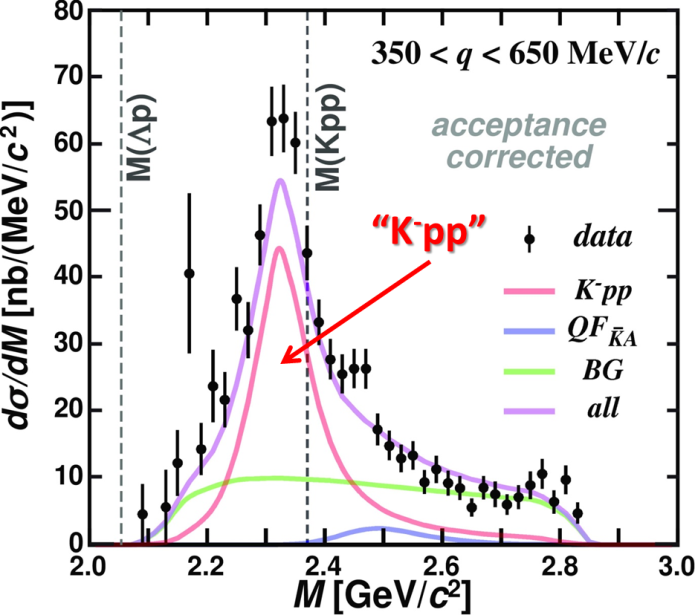 80
70
60
50
40
30
20
10
0
dσ/dM [nb/(MeV/c²)]
350 < q < 650 MeV/c
acceptance
corrected
M(Λp)
M(Kpp)
“K⁻pp”
data
K⁻pp
QF K̄A
BG
all
2.0 2.2 2.4 2.6 2.8 3.0
M [GeV/c²]